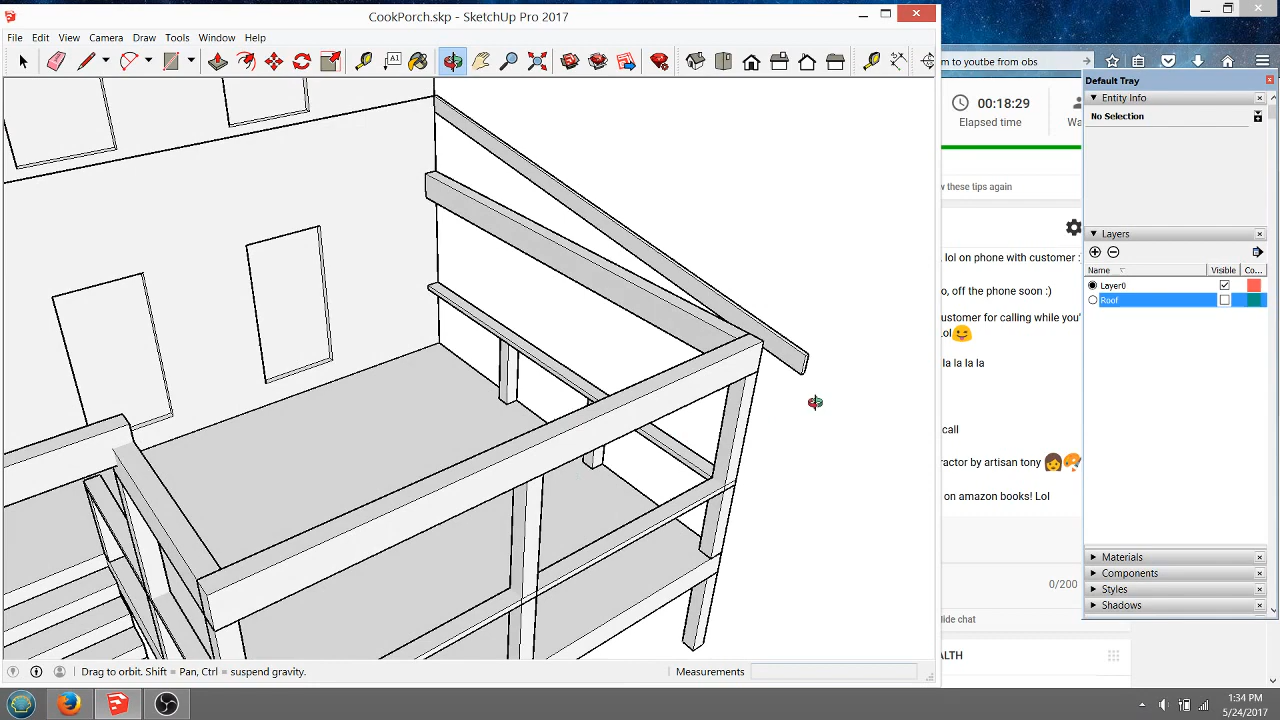 CookPorch.skp - SketchUp Pro 2017
File Edit View Camera Draw Tools Window Help
A1
m to youtbe from obs
Default Tray
Entity Info
No Selection
00:18:29
Elapsed time
Wa
w these tips again
Layers
Name Visible Co...
Layer0
Roof
, lol on phone with customer :
o, off the phone soon :)
ustomer for calling while you'
Lol
la la la la
call
ractor by artisan tony
on amazon books! Lol
Materials
Components
Styles
Shadows
0/200
lide chat
ALTH
Drag to orbit. Shift = Pan, Ctrl = suspend gravity.
Measurements
1:34 PM
5/24/2017